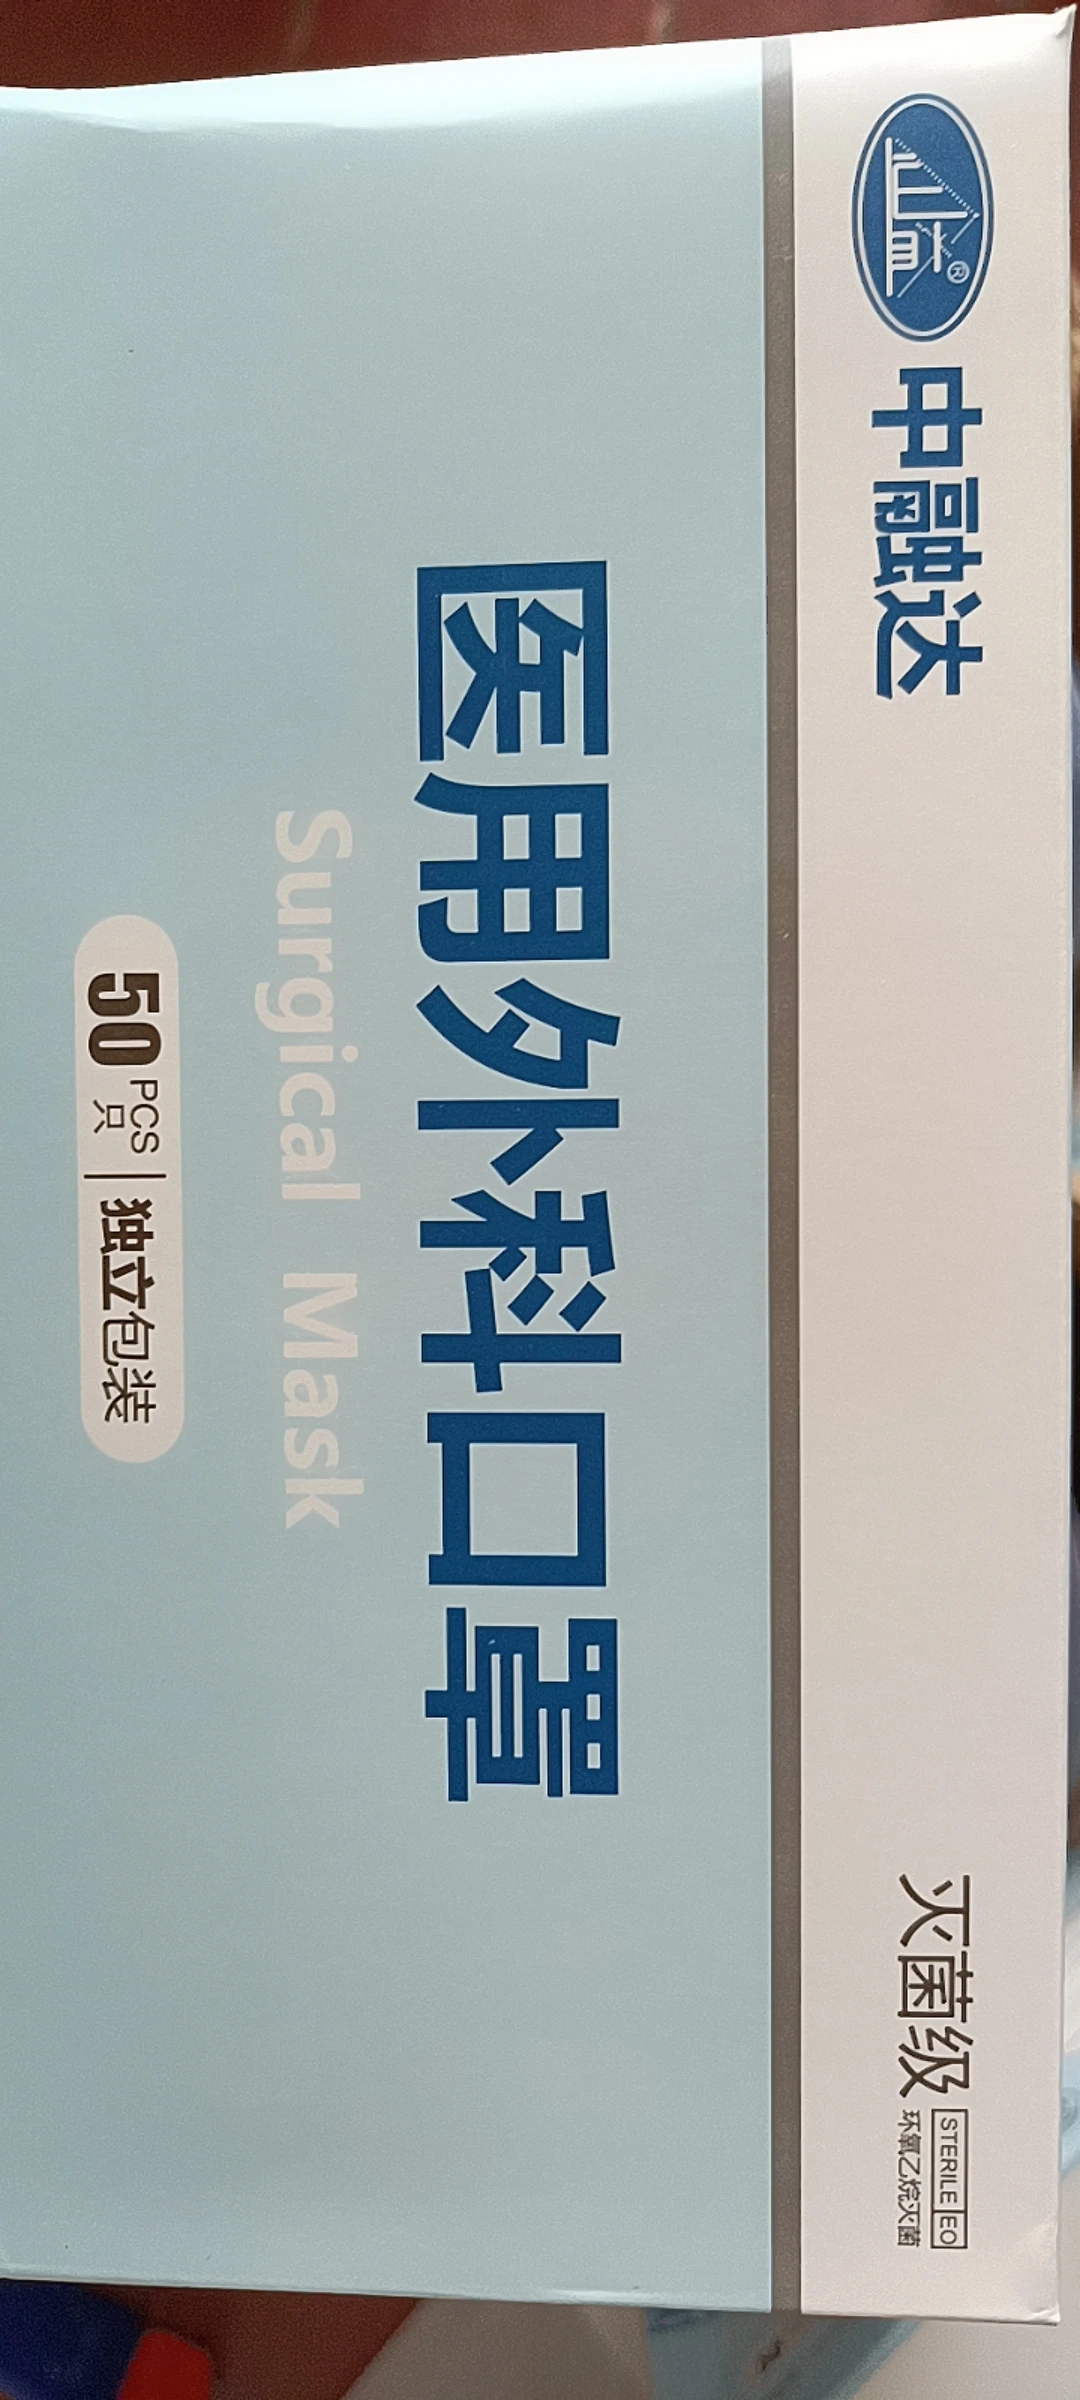 中融达
灭菌级
STERILE EO
环氧乙烷灭菌
医用外科口罩
Surgical Mask
50 PCS 只 | 独立包装